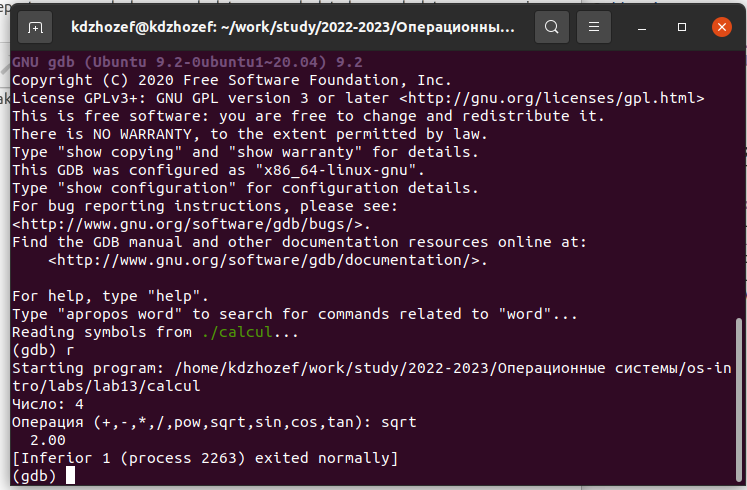 kdzhozef@kdzhozef: ~/work/study/2022-2023/Операционны...
GNU gdb (Ubuntu 9.2-0ubuntu1~20.04) 9.2
Copyright (C) 2020 Free Software Foundation, Inc.
License GPLv3+: GNU GPL version 3 or later <http://gnu.org/licenses/gpl.html>
This is free software: you are free to change and redistribute it.
There is NO WARRANTY, to the extent permitted by law.
Type "show copying" and "show warranty" for details.
This GDB was configured as "x86_64-linux-gnu".
Type "show configuration" for configuration details.
For bug reporting instructions, please see:
<http://www.gnu.org/software/gdb/bugs/>.
Find the GDB manual and other documentation resources online at:
    <http://www.gnu.org/software/gdb/documentation/>.

For help, type "help".
Type "apropos word" to search for commands related to "word"...
Reading symbols from ./calcul...
(gdb) r
Starting program: /home/kdzhozef/work/study/2022-2023/Операционные системы/os-in
tro/labs/lab13/calcul
Число: 4
Операция (+,-,*,/,pow,sqrt,sin,cos,tan): sqrt
  2.00
[Inferior 1 (process 2263) exited normally]
(gdb)